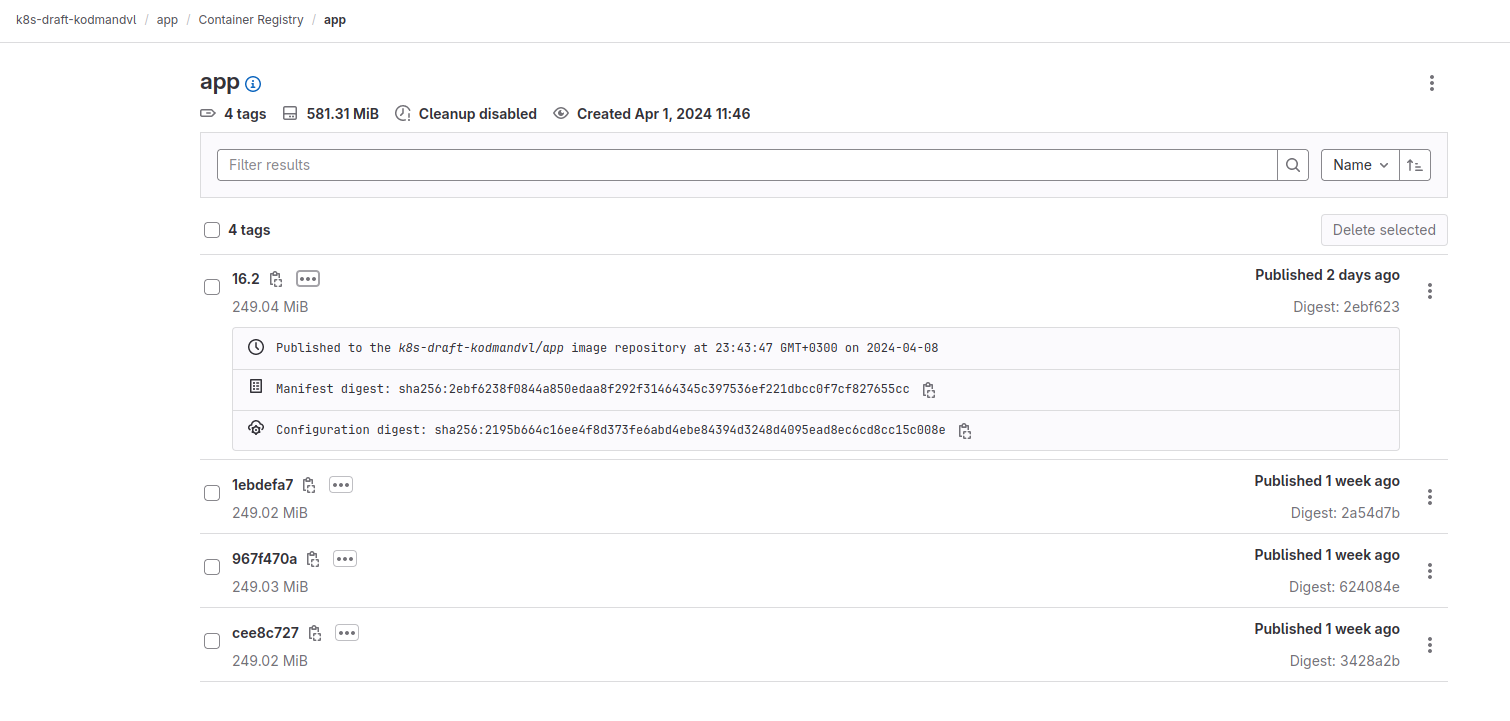 k8s-draft-kodmandvl / app / Container Registry / app
app
4 tags 581.31 MiB Cleanup disabled Created Apr 1, 2024 11:46
Filter results Name
4 tags Delete selected
16.2 Published 2 days ago
249.04 MiB Digest: 2ebf623
Published to the k8s-draft-kodmandvl/app image repository at 23:43:47 GMT+0300 on 2024-04-08
Manifest digest: sha256:2ebf6238f0844a850edaa8f292f31464345c397536ef221dbcc0f7cf827655cc
Configuration digest: sha256:2195b664c16ee4f8d373fe6abd4ebe84394d3248d4095ead8ec6cd8cc15c008e
1ebdefa7 Published 1 week ago
249.02 MiB Digest: 2a54d7b
967f470a Published 1 week ago
249.03 MiB Digest: 624084e
cee8c727 Published 1 week ago
249.02 MiB Digest: 3428a2b